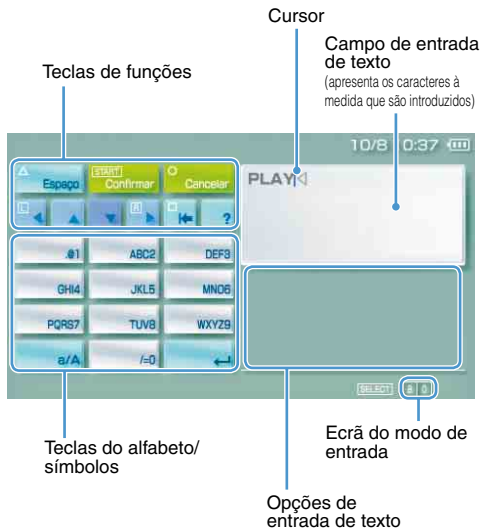 Cursor
Campo de entrada
de texto
(apresenta os caracteres à
medida que são introduzidos)
Teclas de funções
10/8 0:37
Espaço
START
Confirmar
Cancelar
PLAY
L
R
?
.@1
ABC2
DEF3
GHI4
JKL5
MNO6
PQRS7
TUV8
WXYZ9
a/A
/=0
SELECT
Teclas do alfabeto/
símbolos
Ecrã do modo de
entrada
Opções de
entrada de texto